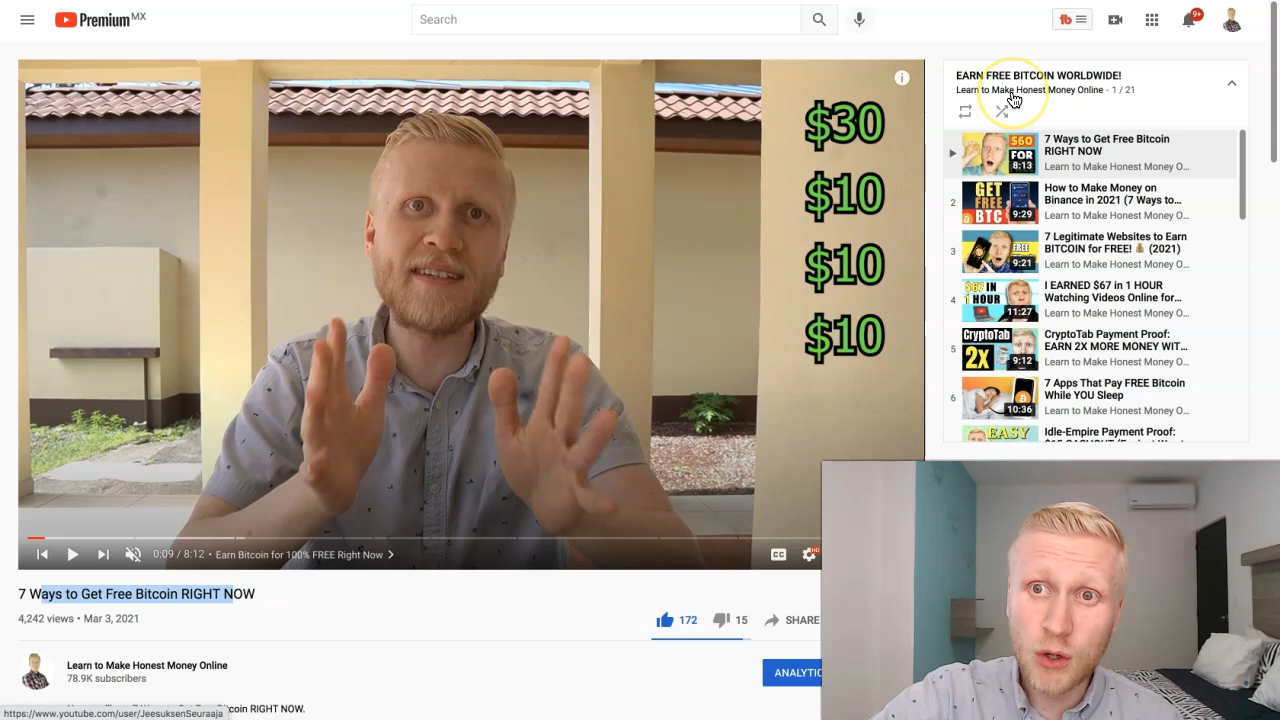 Premium MX
Search
9+
$30
$10
$10
$10
0:09 / 8:12 • Earn Bitcoin for 100% FREE Right Now
CC
HD
EARN FREE BITCOIN WORLDWIDE!
Learn to Make Honest Money Online - 1 / 21
$60
FOR
8:13
7 Ways to Get Free Bitcoin
RIGHT NOW
Learn to Make Honest Money O...
2
GET
FREE
BTC
9:29
How to Make Money on
Binance in 2021 (7 Ways to...
Learn to Make Honest Money O...
3
FREE
9:21
7 Legitimate Websites to Earn
BITCOIN for FREE! 💰 (2021)
Learn to Make Honest Money O...
4
$67 IN
1 HOUR
11:27
I EARNED $67 in 1 HOUR
Watching Videos Online for...
Learn to Make Honest Money O...
5
CryptoTab
2X
9:12
CryptoTab Payment Proof:
EARN 2X MORE MONEY WIT...
Learn to Make Honest Money O...
6
10:36
7 Apps That Pay FREE Bitcoin
While YOU Sleep
Learn to Make Honest Money O...
EASY
Idle-Empire Payment Proof:
7 Ways to Get Free Bitcoin RIGHT NOW
4,242 views • Mar 3, 2021
172
15
SHARE
Learn to Make Honest Money Online
78.9K subscribers
ANALYTIC
Bitcoin RIGHT NOW.
https://www.youtube.com/user/JeesuksenSeuraaja